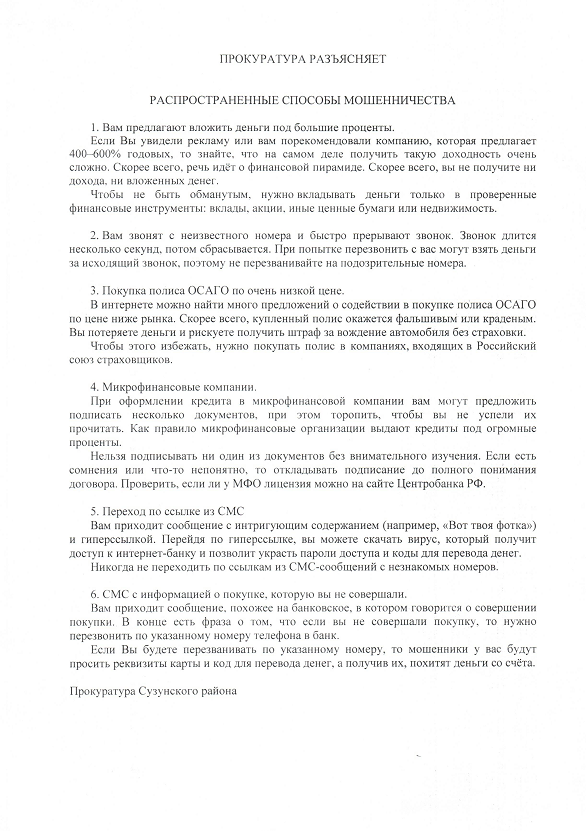 ПРОКУРАТУРА РАЗЪЯСНЯЕТ
РАСПРОСТРАНЕННЫЕ СПОСОБЫ МОШЕННИЧЕСТВА
1. Вам предлагают вложить деньги под большие проценты.
Если Вы увидели рекламу или вам порекомендовали компанию, которая предлагает
400–600% годовых, то знайте, что на самом деле получить такую доходность очень
сложно. Скорее всего, речь идёт о финансовой пирамиде. Скорее всего, вы не получите ни
дохода, ни вложенных денег.
Чтобы не быть обманутым, нужно вкладывать деньги только в проверенные
финансовые инструменты: вклады, акции, иные ценные бумаги или недвижимость.
2. Вам звонят с неизвестного номера и быстро прерывают звонок. Звонок длится
несколько секунд, потом сбрасывается. При попытке перезвонить с вас могут взять деньги
за исходящий звонок, поэтому не перезванивайте на подозрительные номера.
3. Покупка полиса ОСАГО по очень низкой цене.
В интернете можно найти много предложений о содействии в покупке полиса ОСАГО
по цене ниже рынка. Скорее всего, купленный полис окажется фальшивым или краденым.
Вы потеряете деньги и рискуете получить штраф за вождение автомобиля без страховки.
Чтобы этого избежать, нужно покупать полис в компаниях, входящих в Российский
союз страховщиков.
4. Микрофинансовые компании.
При оформлении кредита в микрофинансовой компании вам могут предложить
подписать несколько документов, при этом торопить, чтобы вы не успели их
прочитать. Как правило микрофинансовые организации выдают кредиты под огромные
проценты.
Нельзя подписывать ни один из документов без внимательного изучения. Если есть
сомнения или что-то непонятно, то откладывать подписание до полного понимания
договора. Проверить, если ли у МФО лицензия можно на сайте Центробанка РФ.
5. Переход по ссылке из СМС
Вам приходит сообщение с интригующим содержанием (например, «Вот твоя фотка»)
и гиперссылкой. Перейдя по гиперссылке, вы можете скачать вирус, который получит
доступ к интернет-банку и позволит украсть пароли доступа и коды для перевода денег.
Никогда не переходить по ссылкам из СМС-сообщений с незнакомых номеров.
6. СМС с информацией о покупке, которую вы не совершали.
Вам приходит сообщение, похожее на банковское, в котором говорится о совершении
покупки. В конце есть фраза о том, что если вы не совершали покупку, то нужно
перезвонить по указанному номеру телефона в банк.
Если Вы будете перезванивать по указанному номеру, то мошенники у вас будут
просить реквизиты карты и код для перевода денег, а получив их, похитят деньги со счёта.
Прокуратура Сузунского района